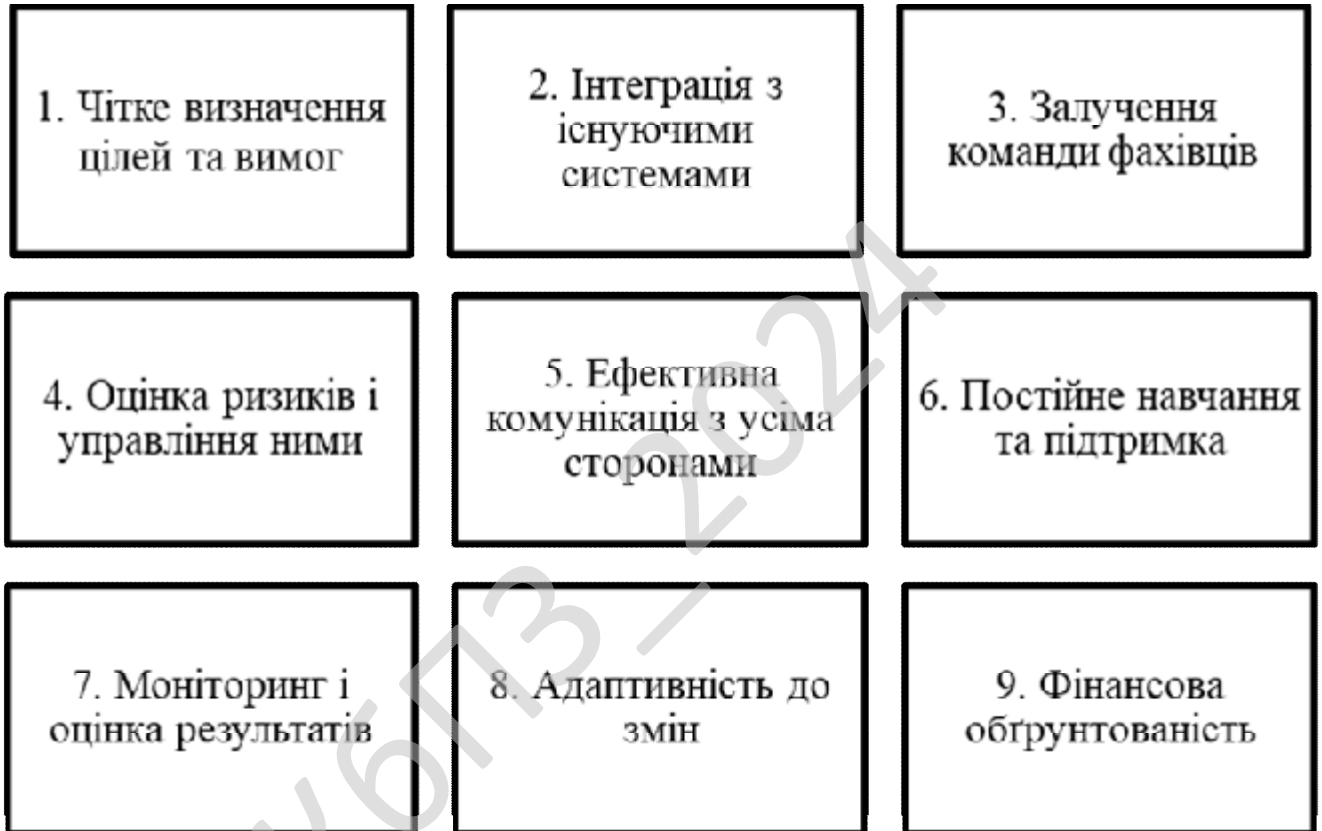 1. Чітке визначення
цілей та вимог
2. Інтеграція з
існуючими
системами
3. Залучення
команди фахівців
4. Оцінка ризиків і
управління ними
5. Ефективна
комунікація з усіма
сторонами
6. Постійне навчання
та підтримка
7. Моніторинг і
оцінка результатів
8. Адаптивність до
змін
9. Фінансова
обґрунтованість
КбПЗ_2024